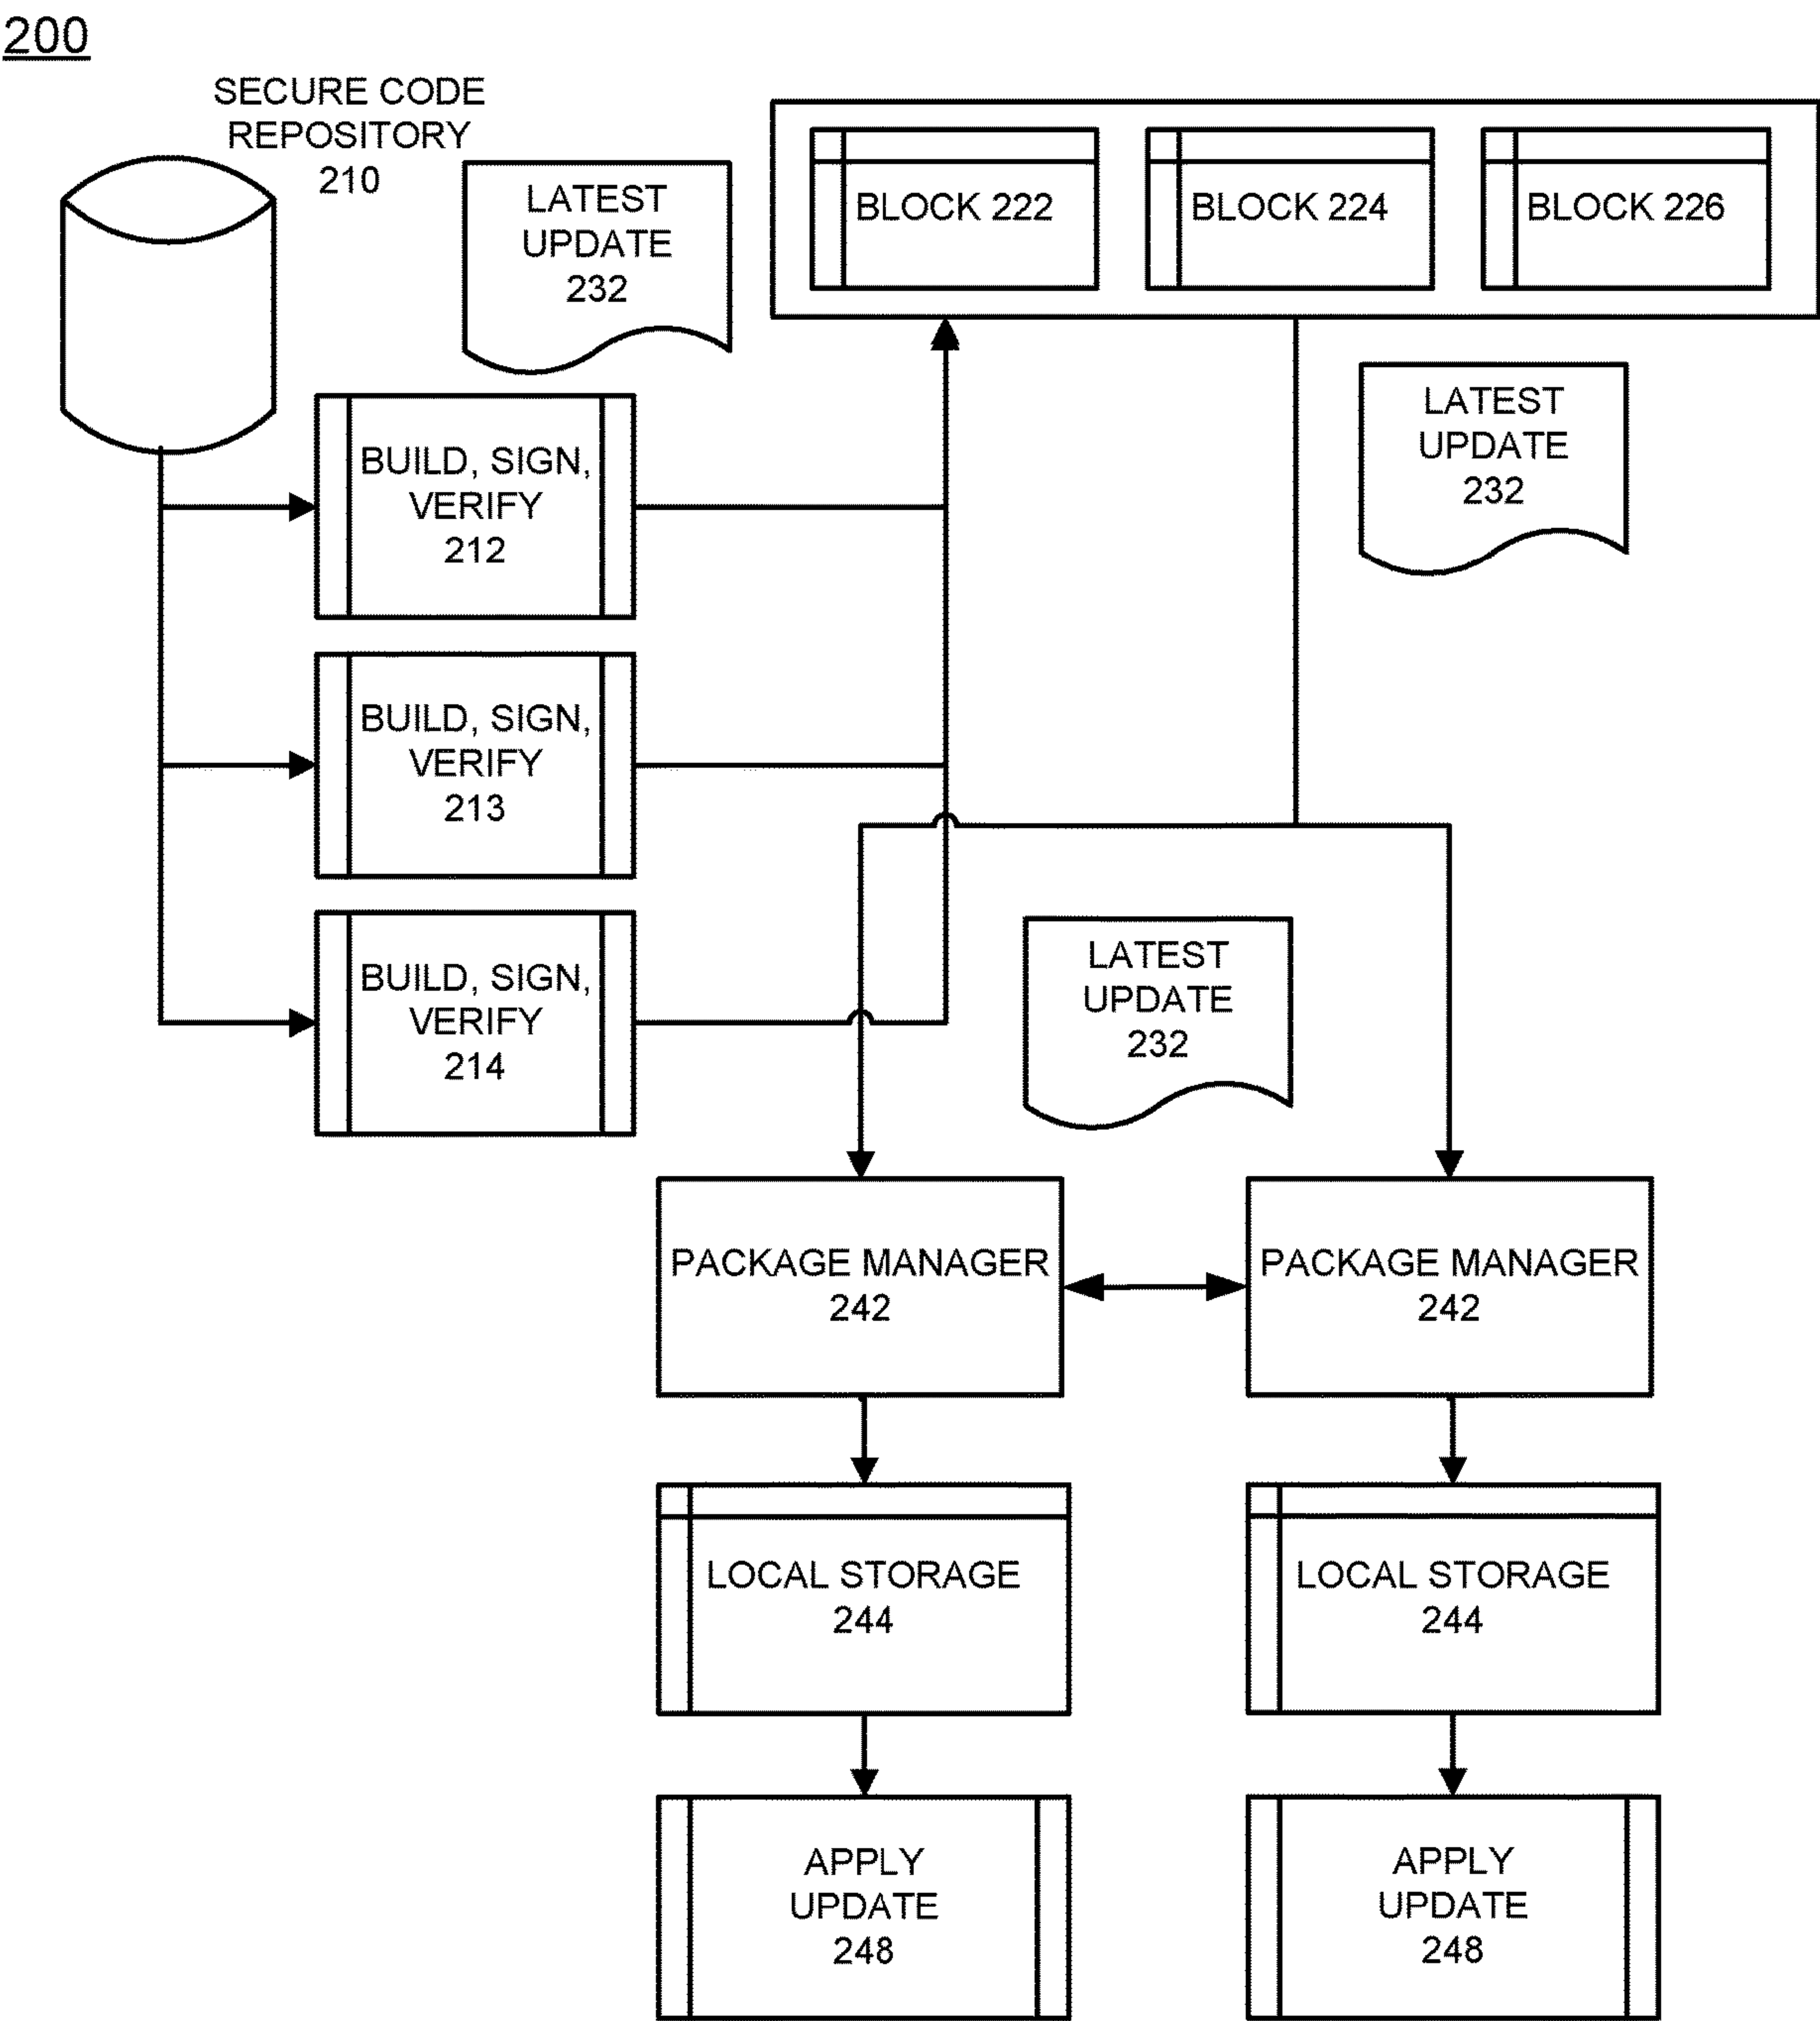 200
SECURE CODE
REPOSITORY
210
LATEST
UPDATE
232
BLOCK 222
BLOCK 224
BLOCK 226
LATEST
UPDATE
232
BUILD, SIGN,
VERIFY
212
BUILD, SIGN,
VERIFY
213
BUILD, SIGN,
VERIFY
214
LATEST
UPDATE
232
PACKAGE MANAGER
242
PACKAGE MANAGER
242
LOCAL STORAGE
244
LOCAL STORAGE
244
APPLY
UPDATE
248
APPLY
UPDATE
248